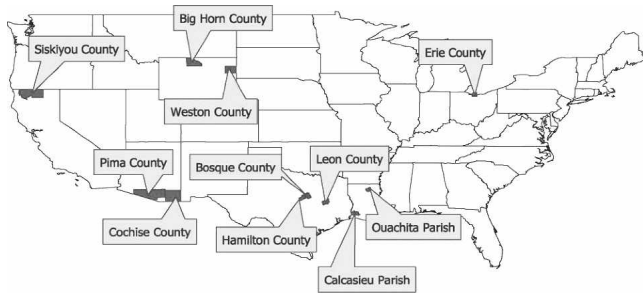 Big Horn County
Siskiyou County
Erie County
Weston County
Pima County
Bosque County
Leon County
Cochise County
Hamilton County
Ouachita Parish
Calcasieu Parish